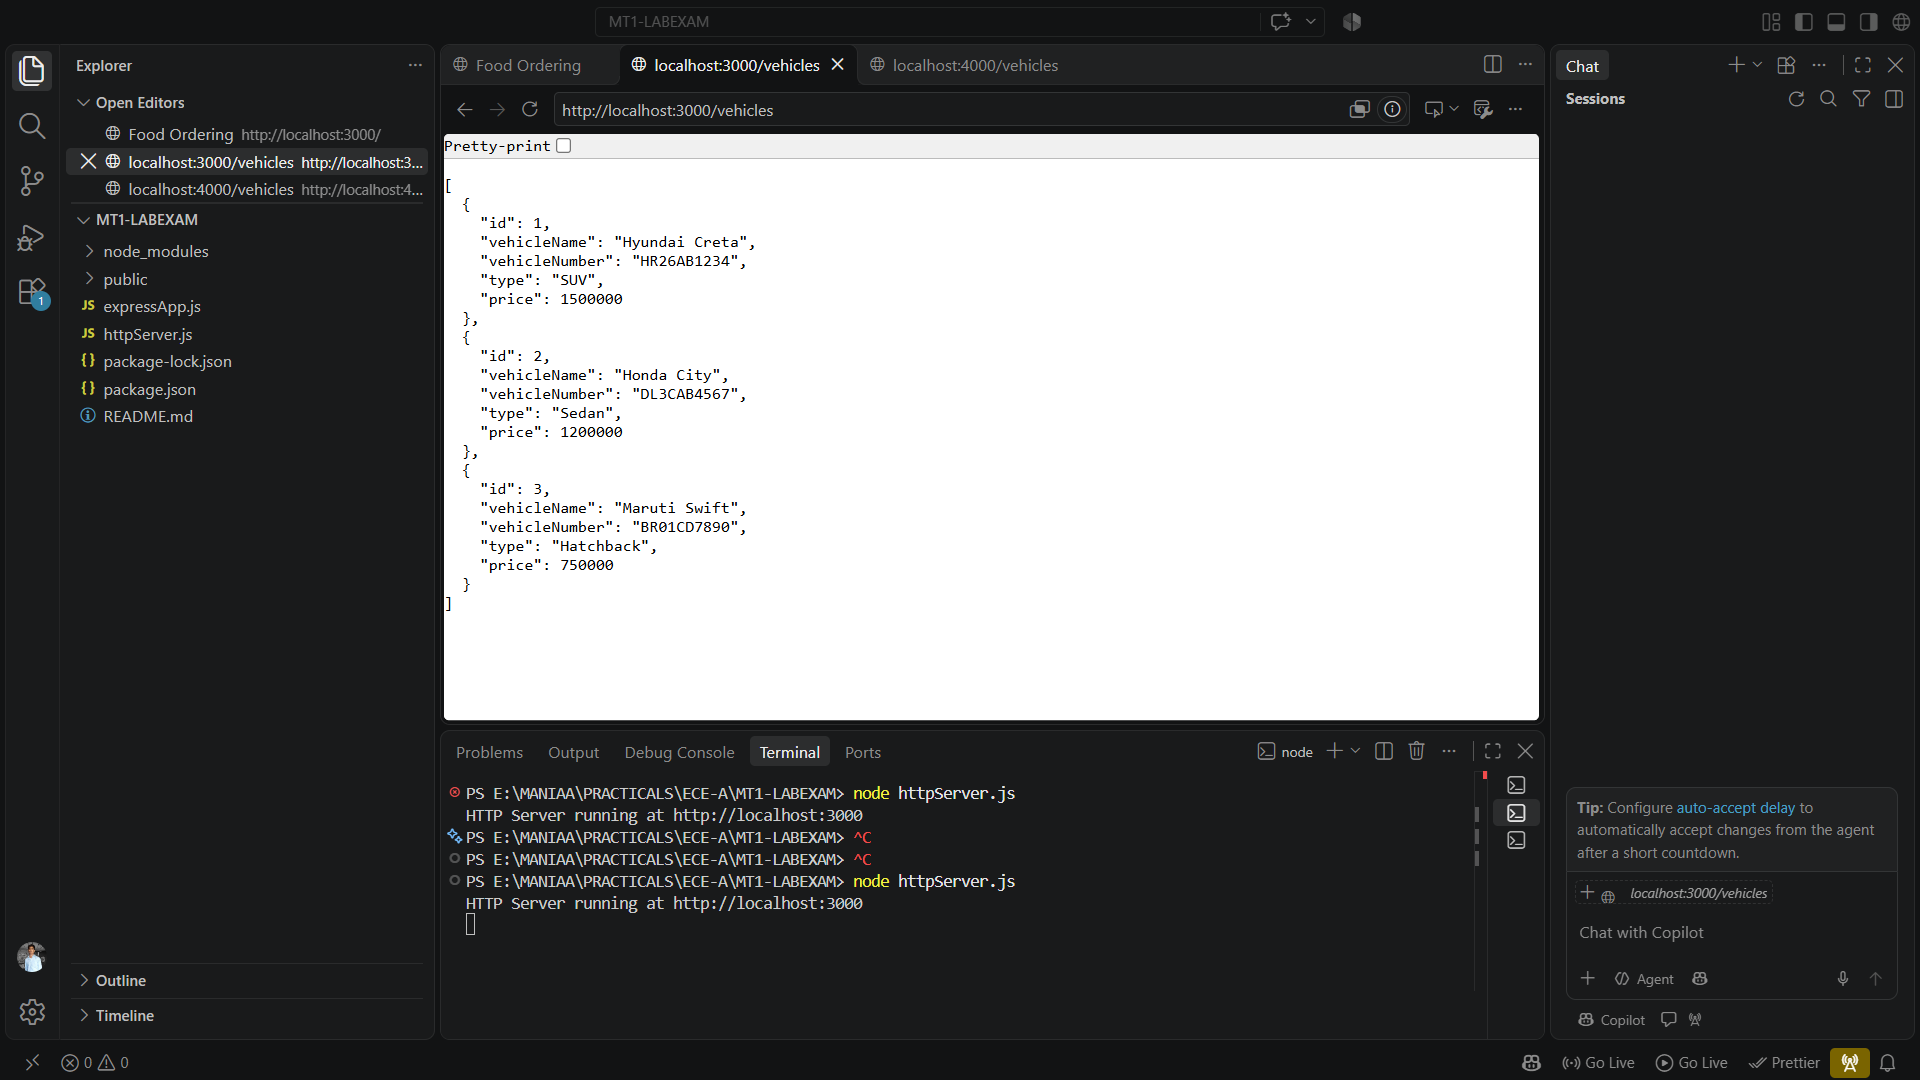 MT1-LABEXAM
Explorer
Open Editors
Food Ordering http://localhost:3000/
localhost:3000/vehicles http://localhost:3...
localhost:4000/vehicles http://localhost:4...
MT1-LABEXAM
node_modules
public
JS expressApp.js
JS httpServer.js
{} package-lock.json
{} package.json
README.md
1
Outline
Timeline
Food Ordering
localhost:3000/vehicles
localhost:4000/vehicles
http://localhost:3000/vehicles
Pretty-print
[
  {
    "id": 1,
    "vehicleName": "Hyundai Creta",
    "vehicleNumber": "HR26AB1234",
    "type": "SUV",
    "price": 1500000
  },
  {
    "id": 2,
    "vehicleName": "Honda City",
    "vehicleNumber": "DL3CAB4567",
    "type": "Sedan",
    "price": 1200000
  },
  {
    "id": 3,
    "vehicleName": "Maruti Swift",
    "vehicleNumber": "BR01CD7890",
    "type": "Hatchback",
    "price": 750000
  }
]
Problems Output Debug Console Terminal Ports
node
PS E:\MANIAA\PRACTICALS\ECE-A\MT1-LABEXAM> node httpServer.js
HTTP Server running at http://localhost:3000
PS E:\MANIAA\PRACTICALS\ECE-A\MT1-LABEXAM> ^C
PS E:\MANIAA\PRACTICALS\ECE-A\MT1-LABEXAM> ^C
PS E:\MANIAA\PRACTICALS\ECE-A\MT1-LABEXAM> node httpServer.js
HTTP Server running at http://localhost:3000
Chat
Sessions
Tip: Configure auto-accept delay to
automatically accept changes from the agent
after a short countdown.
localhost:3000/vehicles
Chat with Copilot
Agent
Copilot
0 0
Go Live
Go Live
Prettier